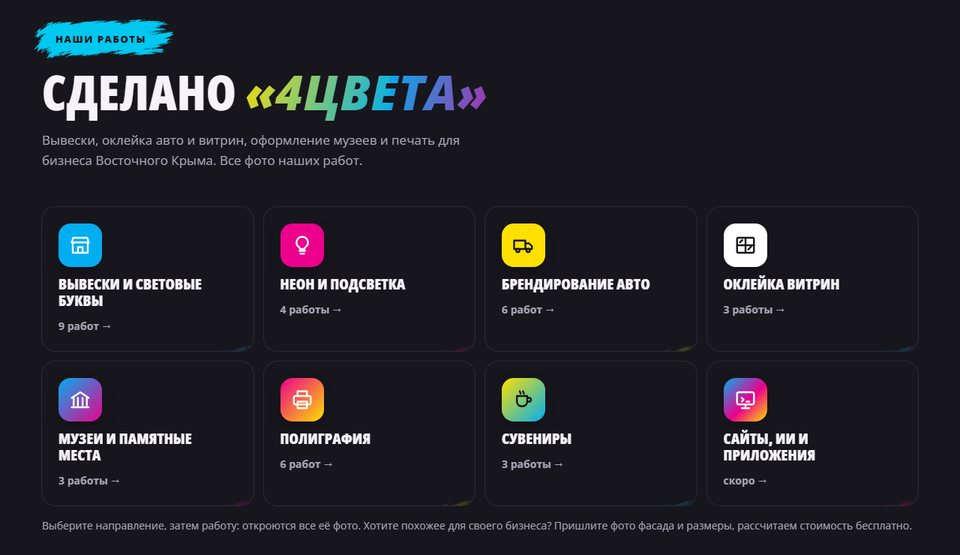 НАШИ РАБОТЫ
СДЕЛАНО «4ЦВЕТА»
Вывески, оклейка авто и витрин, оформление музеев и печать для
бизнеса Восточного Крыма. Все фото наших работ.
ВЫВЕСКИ И СВЕТОВЫЕ
БУКВЫ
9 работ →
НЕОН И ПОДСВЕТКА
4 работы →
БРЕНДИРОВАНИЕ АВТО
6 работ →
ОКЛЕЙКА ВИТРИН
3 работы →
МУЗЕИ И ПАМЯТНЫЕ
МЕСТА
3 работы →
ПОЛИГРАФИЯ
6 работ →
СУВЕНИРЫ
3 работы →
САЙТЫ, ИИ И
ПРИЛОЖЕНИЯ
скоро →
Выберите направление, затем работу: откроются все её фото. Хотите похожее для своего бизнеса? Пришлите фото фасада и размеры, рассчитаем стоимость бесплатно.